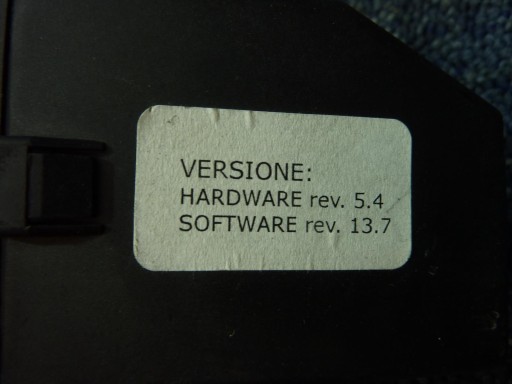 VERSIONE:
HARDWARE rev. 5.4
SOFTWARE rev. 13.7